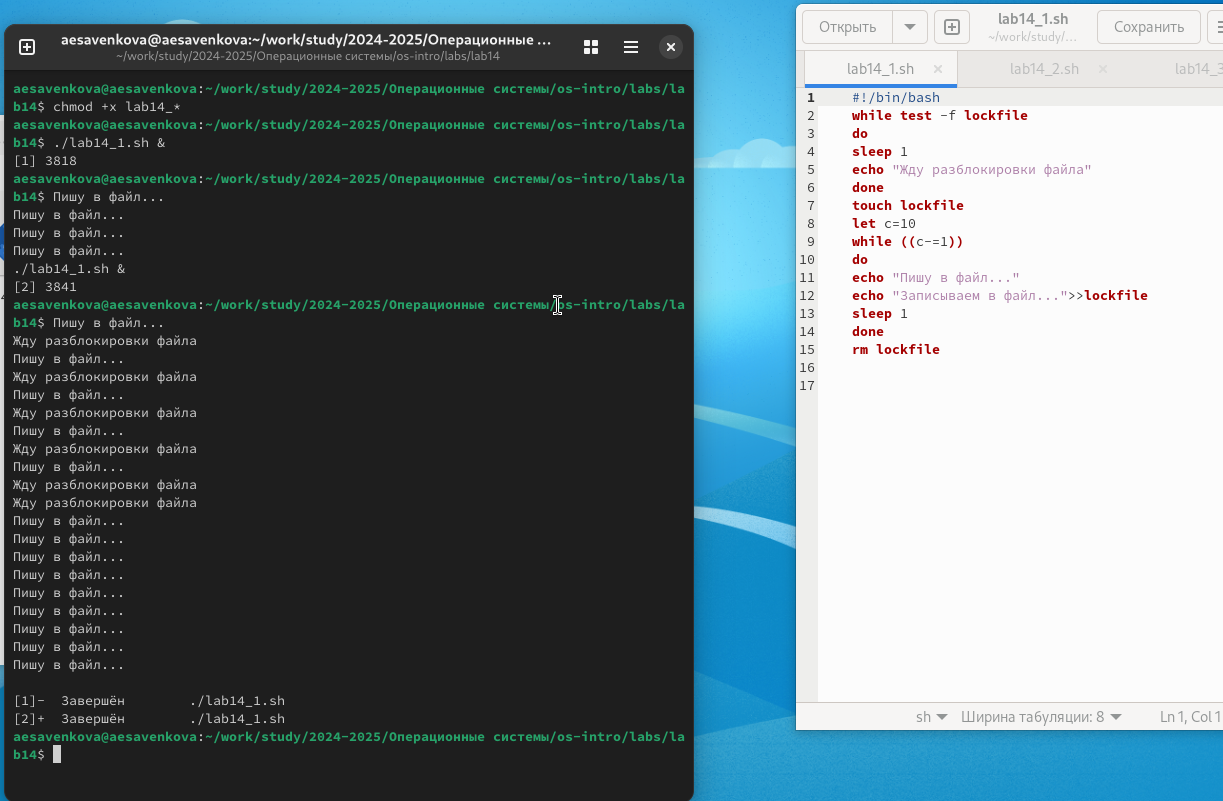 aesavenkova@aesavenkova:~/work/study/2024-2025/Операционные ...
~/work/study/2024-2025/Операционные системы/os-intro/labs/lab14
aesavenkova@aesavenkova:~/work/study/2024-2025/Операционные системы/os-intro/labs/la
b14$ chmod +x lab14_*
aesavenkova@aesavenkova:~/work/study/2024-2025/Операционные системы/os-intro/labs/la
b14$ ./lab14_1.sh &
[1] 3818
aesavenkova@aesavenkova:~/work/study/2024-2025/Операционные системы/os-intro/labs/la
b14$ Пишу в файл...
Пишу в файл...
Пишу в файл...
Пишу в файл...
./lab14_1.sh &
[2] 3841
aesavenkova@aesavenkova:~/work/study/2024-2025/Операционные системы/os-intro/labs/la
b14$ Пишу в файл...
Жду разблокировки файла
Пишу в файл...
Жду разблокировки файла
Пишу в файл...
Жду разблокировки файла
Пишу в файл...
Жду разблокировки файла
Пишу в файл...
Жду разблокировки файла
Жду разблокировки файла
Пишу в файл...
Пишу в файл...
Пишу в файл...
Пишу в файл...
Пишу в файл...
Пишу в файл...
Пишу в файл...
Пишу в файл...
Пишу в файл...
[1]-  Завершён        ./lab14_1.sh
[2]+  Завершён        ./lab14_1.sh
aesavenkova@aesavenkova:~/work/study/2024-2025/Операционные системы/os-intro/labs/la
b14$
Открыть
lab14_1.sh
~/work/study/...
Сохранить
lab14_1.sh
lab14_2.sh
lab14_3
1 #!/bin/bash
2 while test -f lockfile
3 do
4 sleep 1
5 echo "Жду разблокировки файла"
6 done
7 touch lockfile
8 let c=10
9 while ((c-=1))
10 do
11 echo "Пишу в файл..."
12 echo "Записываем в файл...">>lockfile
13 sleep 1
14 done
15 rm lockfile
16
17
sh
Ширина табуляции: 8
Ln 1, Col 1